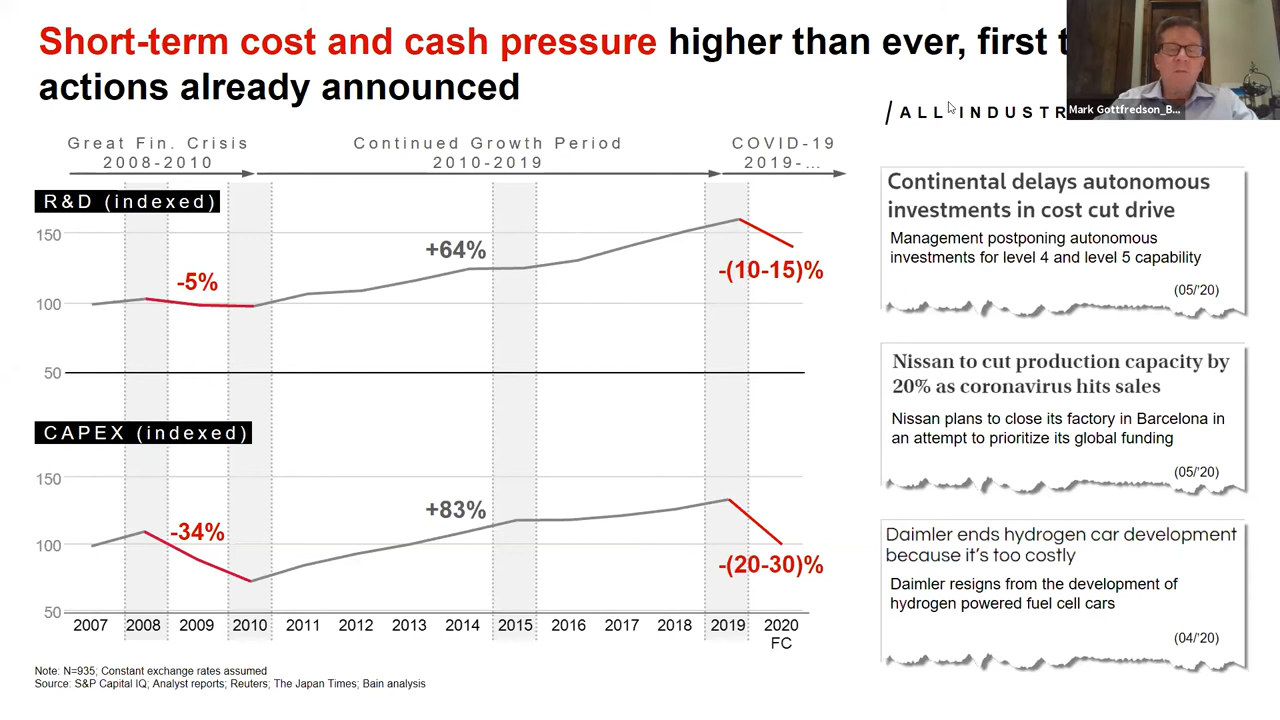 Short-term cost and cash pressure higher than ever, first
actions already announced
Mark Gottfredson_B...
/ALL INDUSTR
Great Fin. Crisis
2008-2010
Continued Growth Period
2010-2019
COVID-19
2019-...
R&D (indexed)
150
100
50
-5%
+64%
-(10-15)%
CAPEX (indexed)
150
100
50
-34%
+83%
-(20-30)%
2007 2008 2009 2010 2011 2012 2013 2014 2015 2016 2017 2018 2019 2020
FC
Continental delays autonomous
investments in cost cut drive
Management postponing autonomous
investments for level 4 and level 5 capability
(05/'20)
Nissan to cut production capacity by
20% as coronavirus hits sales
Nissan plans to close its factory in Barcelona in
an attempt to prioritize its global funding
(05/'20)
Daimler ends hydrogen car development
because it's too costly
Daimler resigns from the development of
hydrogen powered fuel cell cars
(04/'20)
Note: N=935; Constant exchange rates assumed
Source: S&P Capital IQ; Analyst reports; Reuters; The Japan Times; Bain analysis